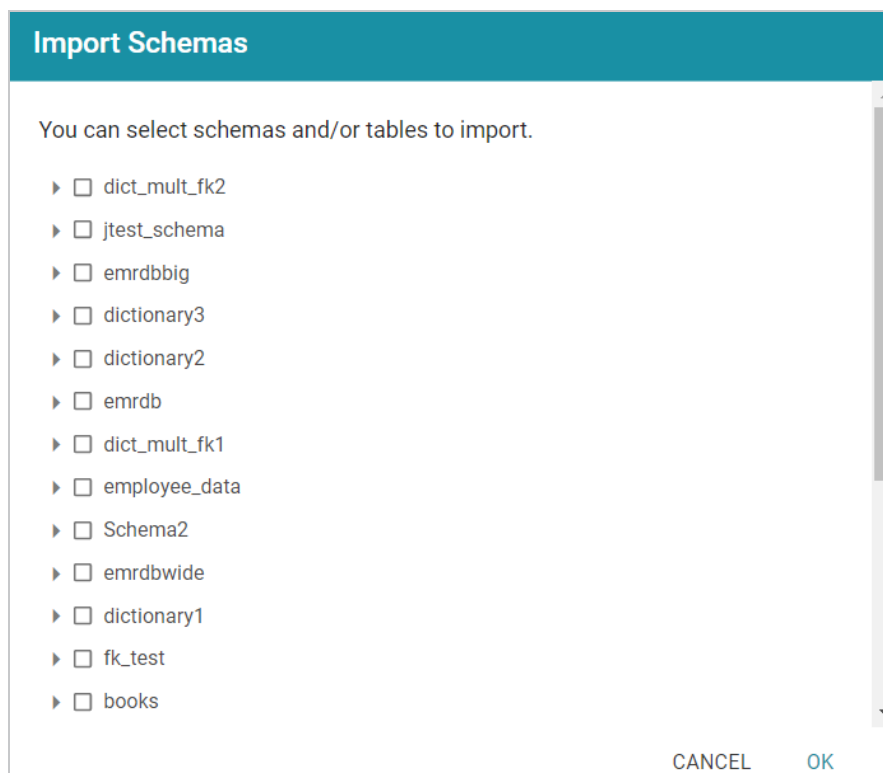 Import Schemas
You can select schemas and/or tables to import.
dict_mult_fk2
jtest_schema
emrdbbig
dictionary3
dictionary2
emrdb
dict_mult_fk1
employee_data
Schema2
emrdbwide
dictionary1
fk_test
books
CANCEL OK